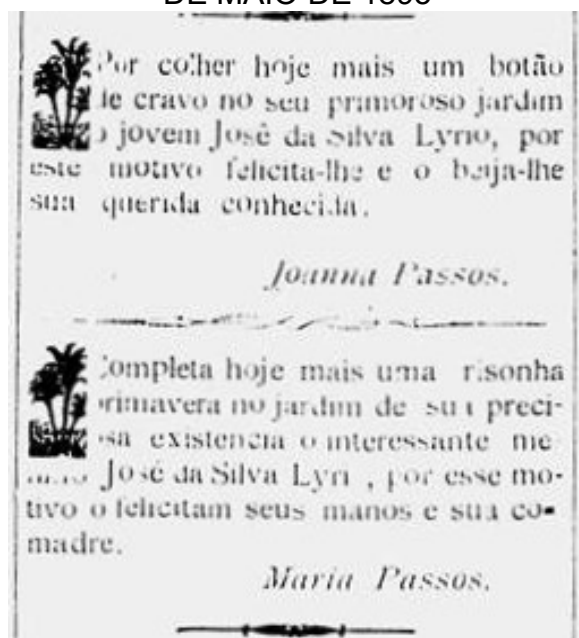 DE MAIO DE
Por colher hoje mais um botão
de cravo no seu primoroso jardim
o jovem José da Silva Lyrio, por
este motivo felicita-lhe e o beija-lhe
sua querida conhecida.
Joanna Passos.
Completa hoje mais uma risonha
primavera no jardim de sua preci-
osa existencia o interessante me-
nino José da Silva Lyri, por esse mo-
tivo o felicitam seus manos e sua co-
madre.
Maria Passos.